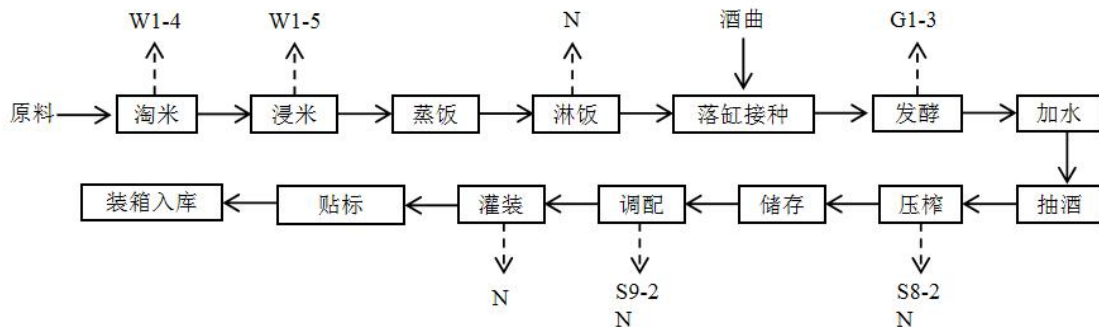 W1-4
W1-5
N
酒曲
G1-3
原料
淘米
浸米
蒸饭
淋饭
落缸接种
发酵
加水
装箱入库
贴标
灌装
调配
储存
压榨
抽酒
N
S9-2
N
S8-2
N